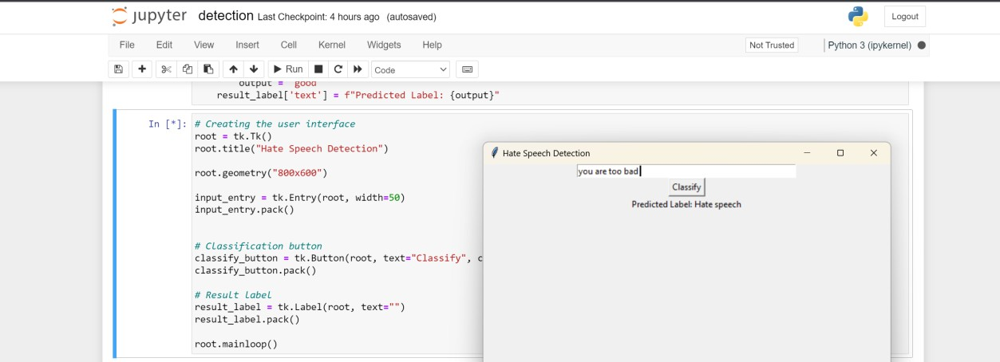 jupyter detection Last Checkpoint: 4 hours ago (autosaved)
Logout
File Edit View Insert Cell Kernel Widgets Help
Not Trusted
Python 3 (ipykernel)
Run
Code
output = "good"
result_label['text'] = f"Predicted Label: {output}"
In [*]:
# Creating the user interface
root = tk.Tk()
root.title("Hate Speech Detection")
root.geometry("800x600")
input_entry = tk.Entry(root, width=50)
input_entry.pack()
# Classification button
classify_button = tk.Button(root, text="Classify", c
classify_button.pack()
# Result label
result_label = tk.Label(root, text="")
result_label.pack()
root.mainloop()
Hate Speech Detection
you are too bad
Classify
Predicted Label: Hate speech